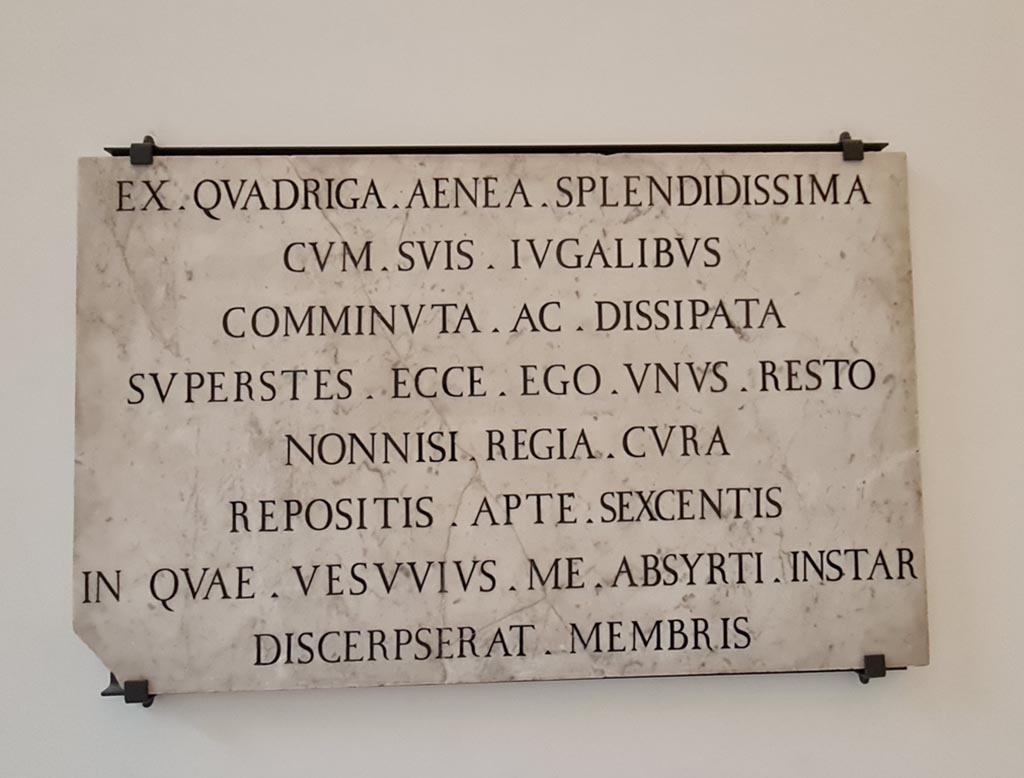 EX . QVADRIGA . AENEA . SPLENDIDISSIMA
CVM . SVIS . IVGALIBVS
COMMINVTA . AC . DISSIPATA
SVPERSTES . ECCE . EGO . VNVS . RESTO
NONNISI . REGIA . CVRA
REPOSITIS . APTE . SEXCENTIS
IN QVAE . VESVVIVS . ME . ABSYRTI . INSTAR
DISCERPSERAT . MEMBRIS